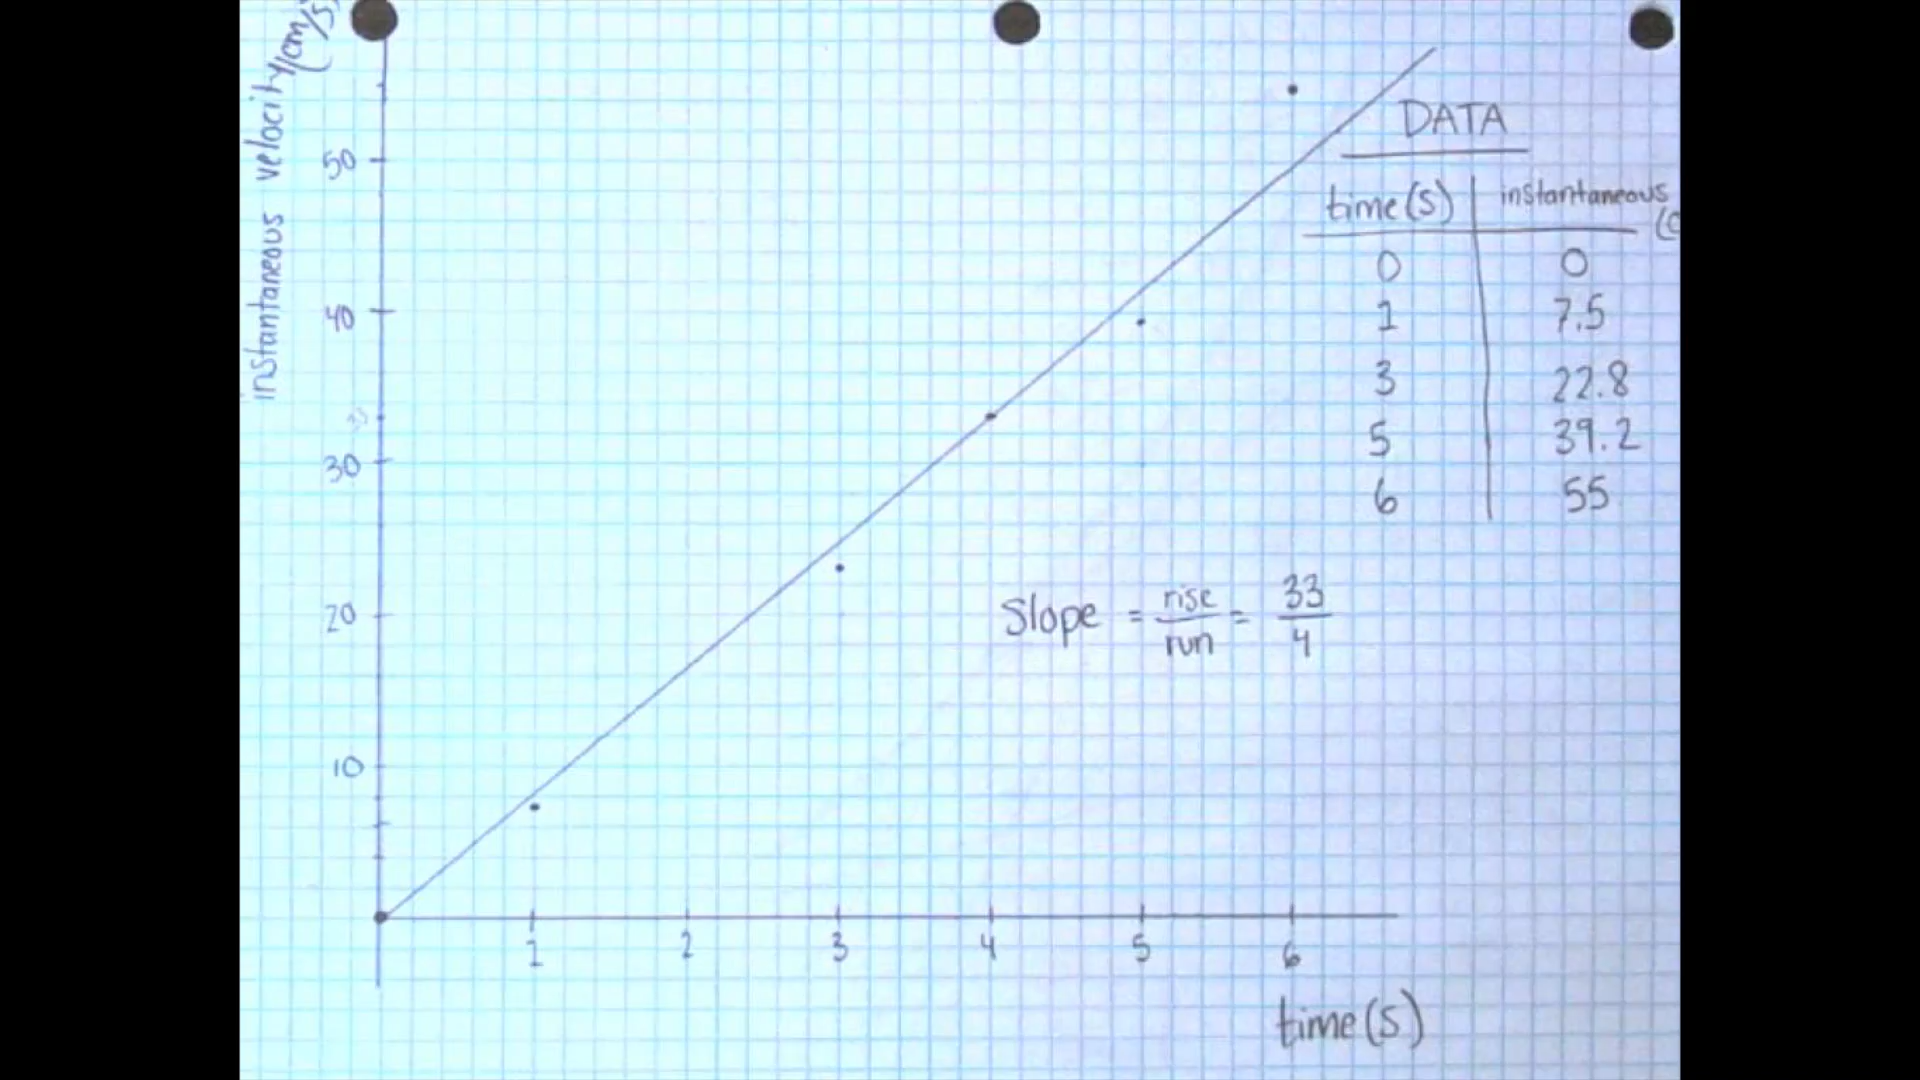 instantaneous velocity (cm/s)
50
40
33
30
20
10
1 2 3 4 5 6
time (s)
DATA
time (s) instantaneous
(c
0 0
1 7.5
3 22.8
5 39.2
6 55
Slope = rise/run = 33/4